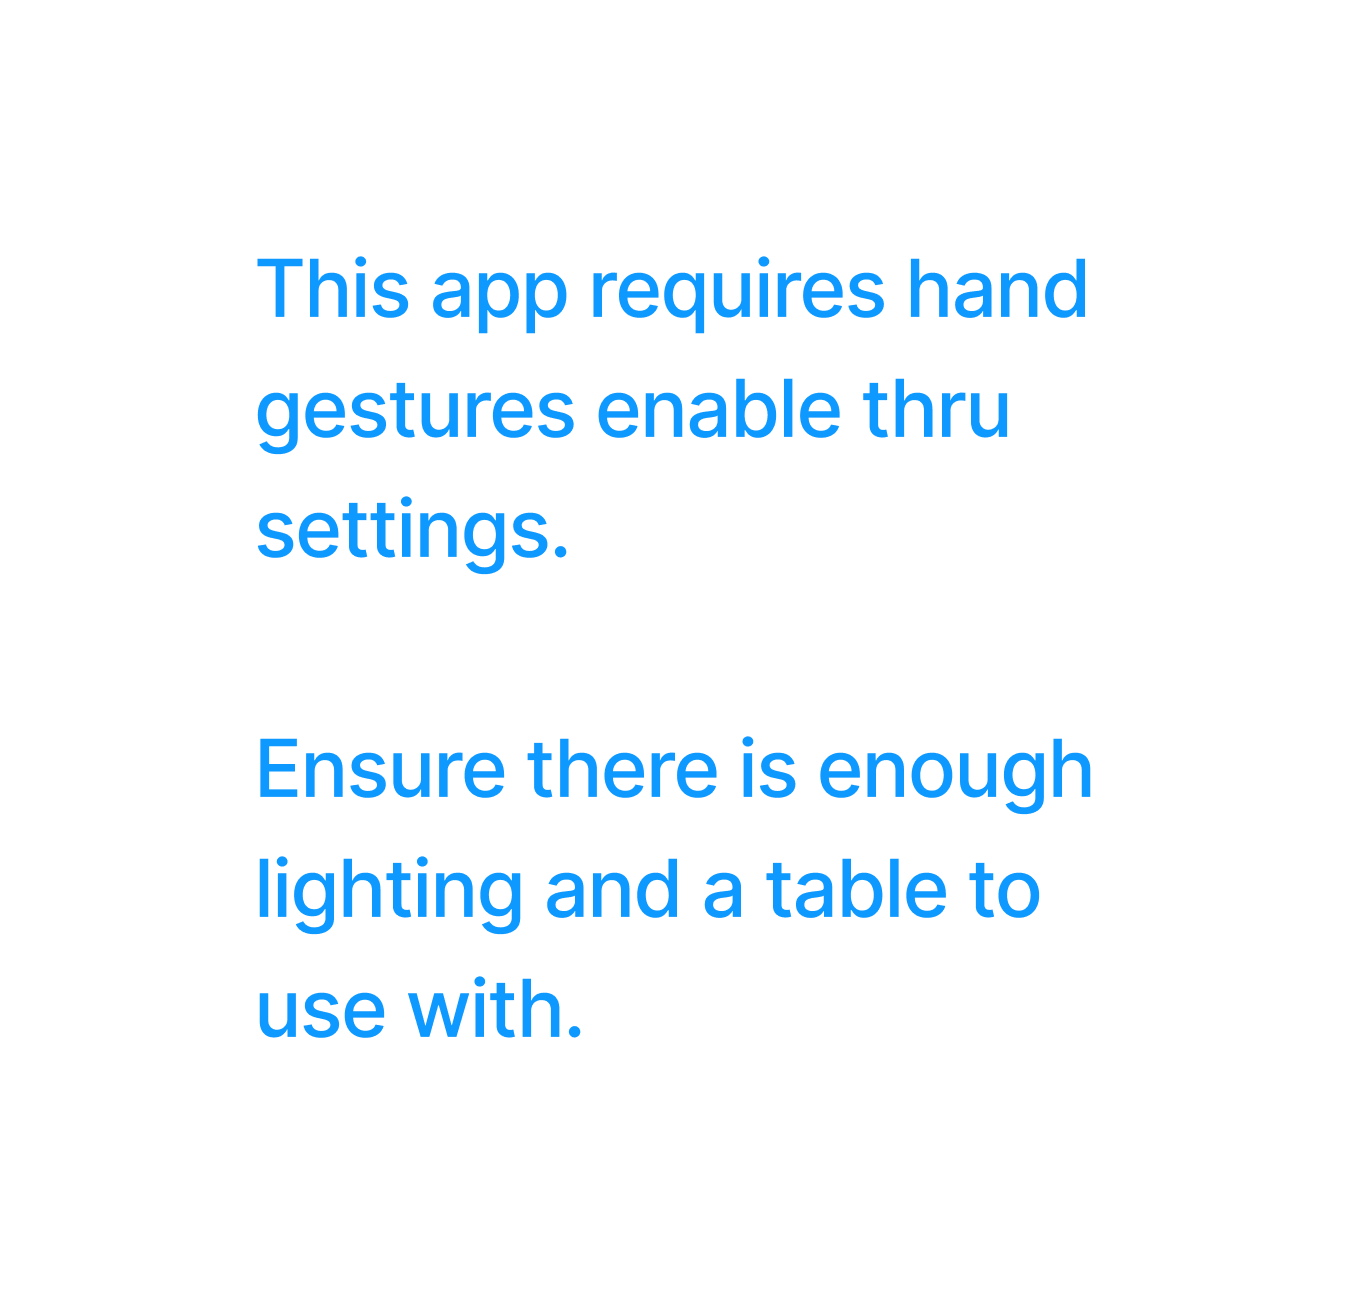 This app requires hand
gestures enable thru
settings.
Ensure there is enough
lighting and a table to
use with.